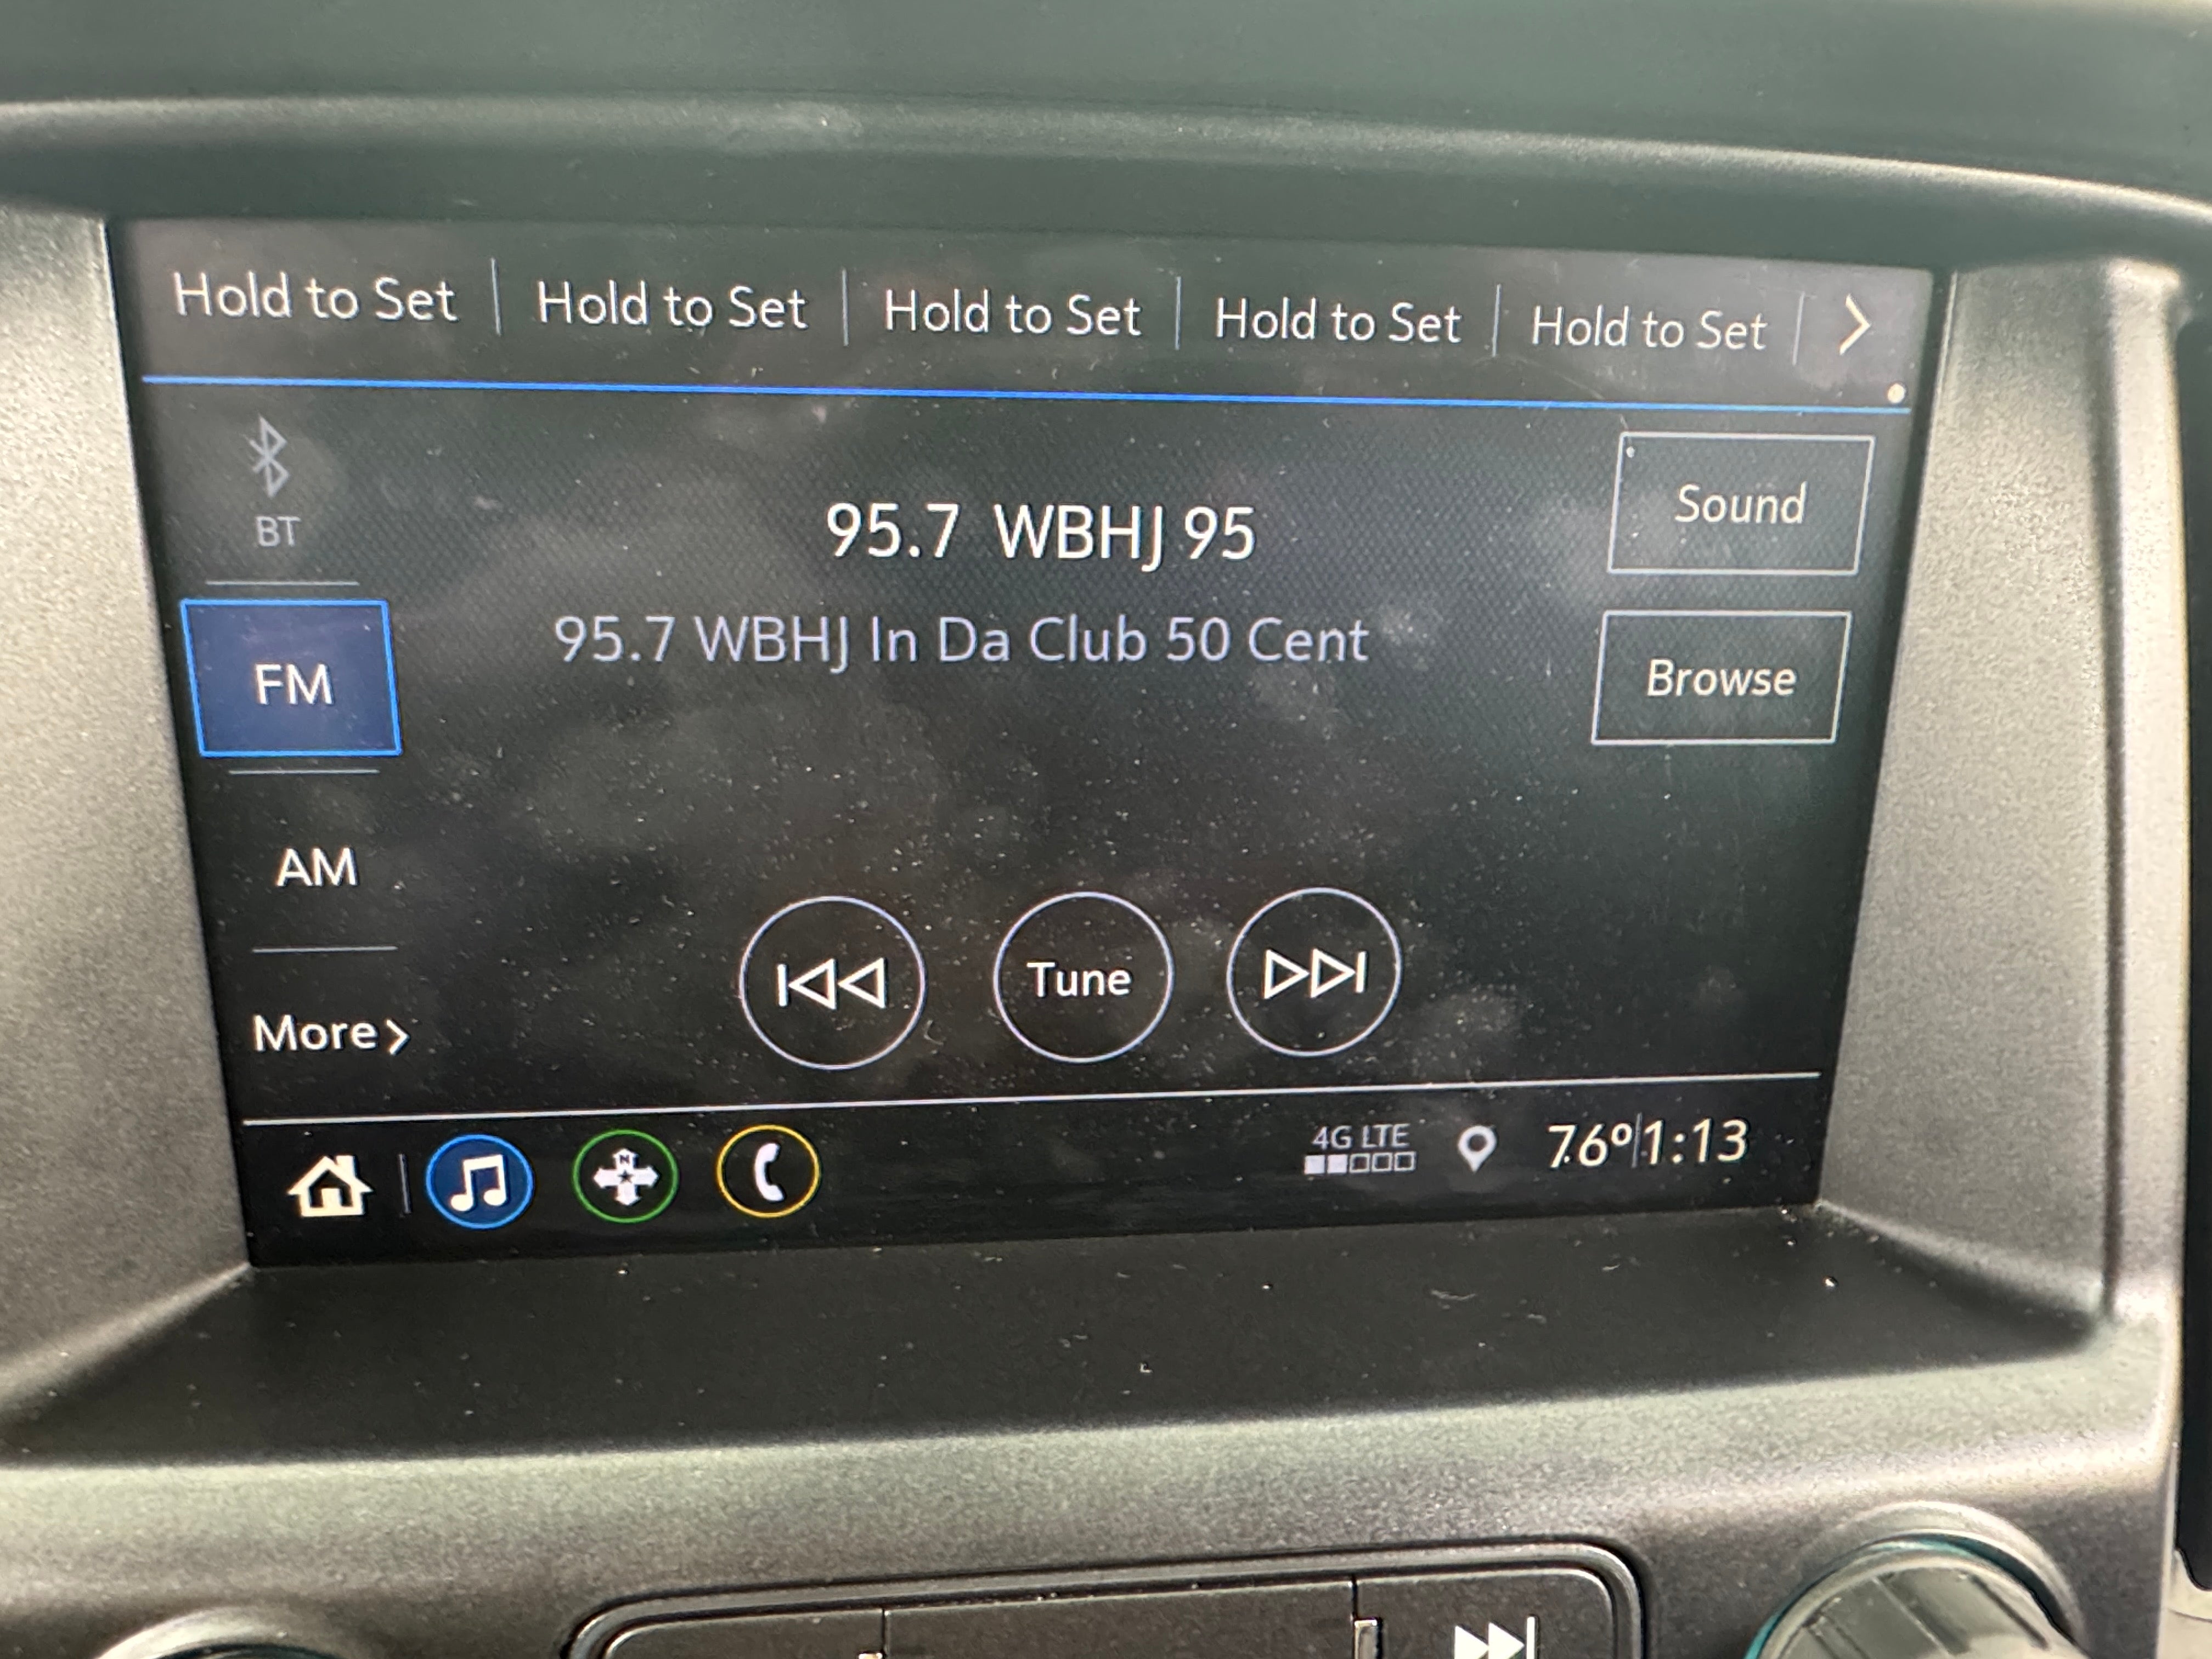 Hold to Set Hold to Set Hold to Set Hold to Set Hold to Set
BT
95.7 WBHJ 95
Sound
95.7 WBHJ In Da Club 50 Cent
FM
Browse
AM
Tune
More
4G LTE
76° 1:13
N